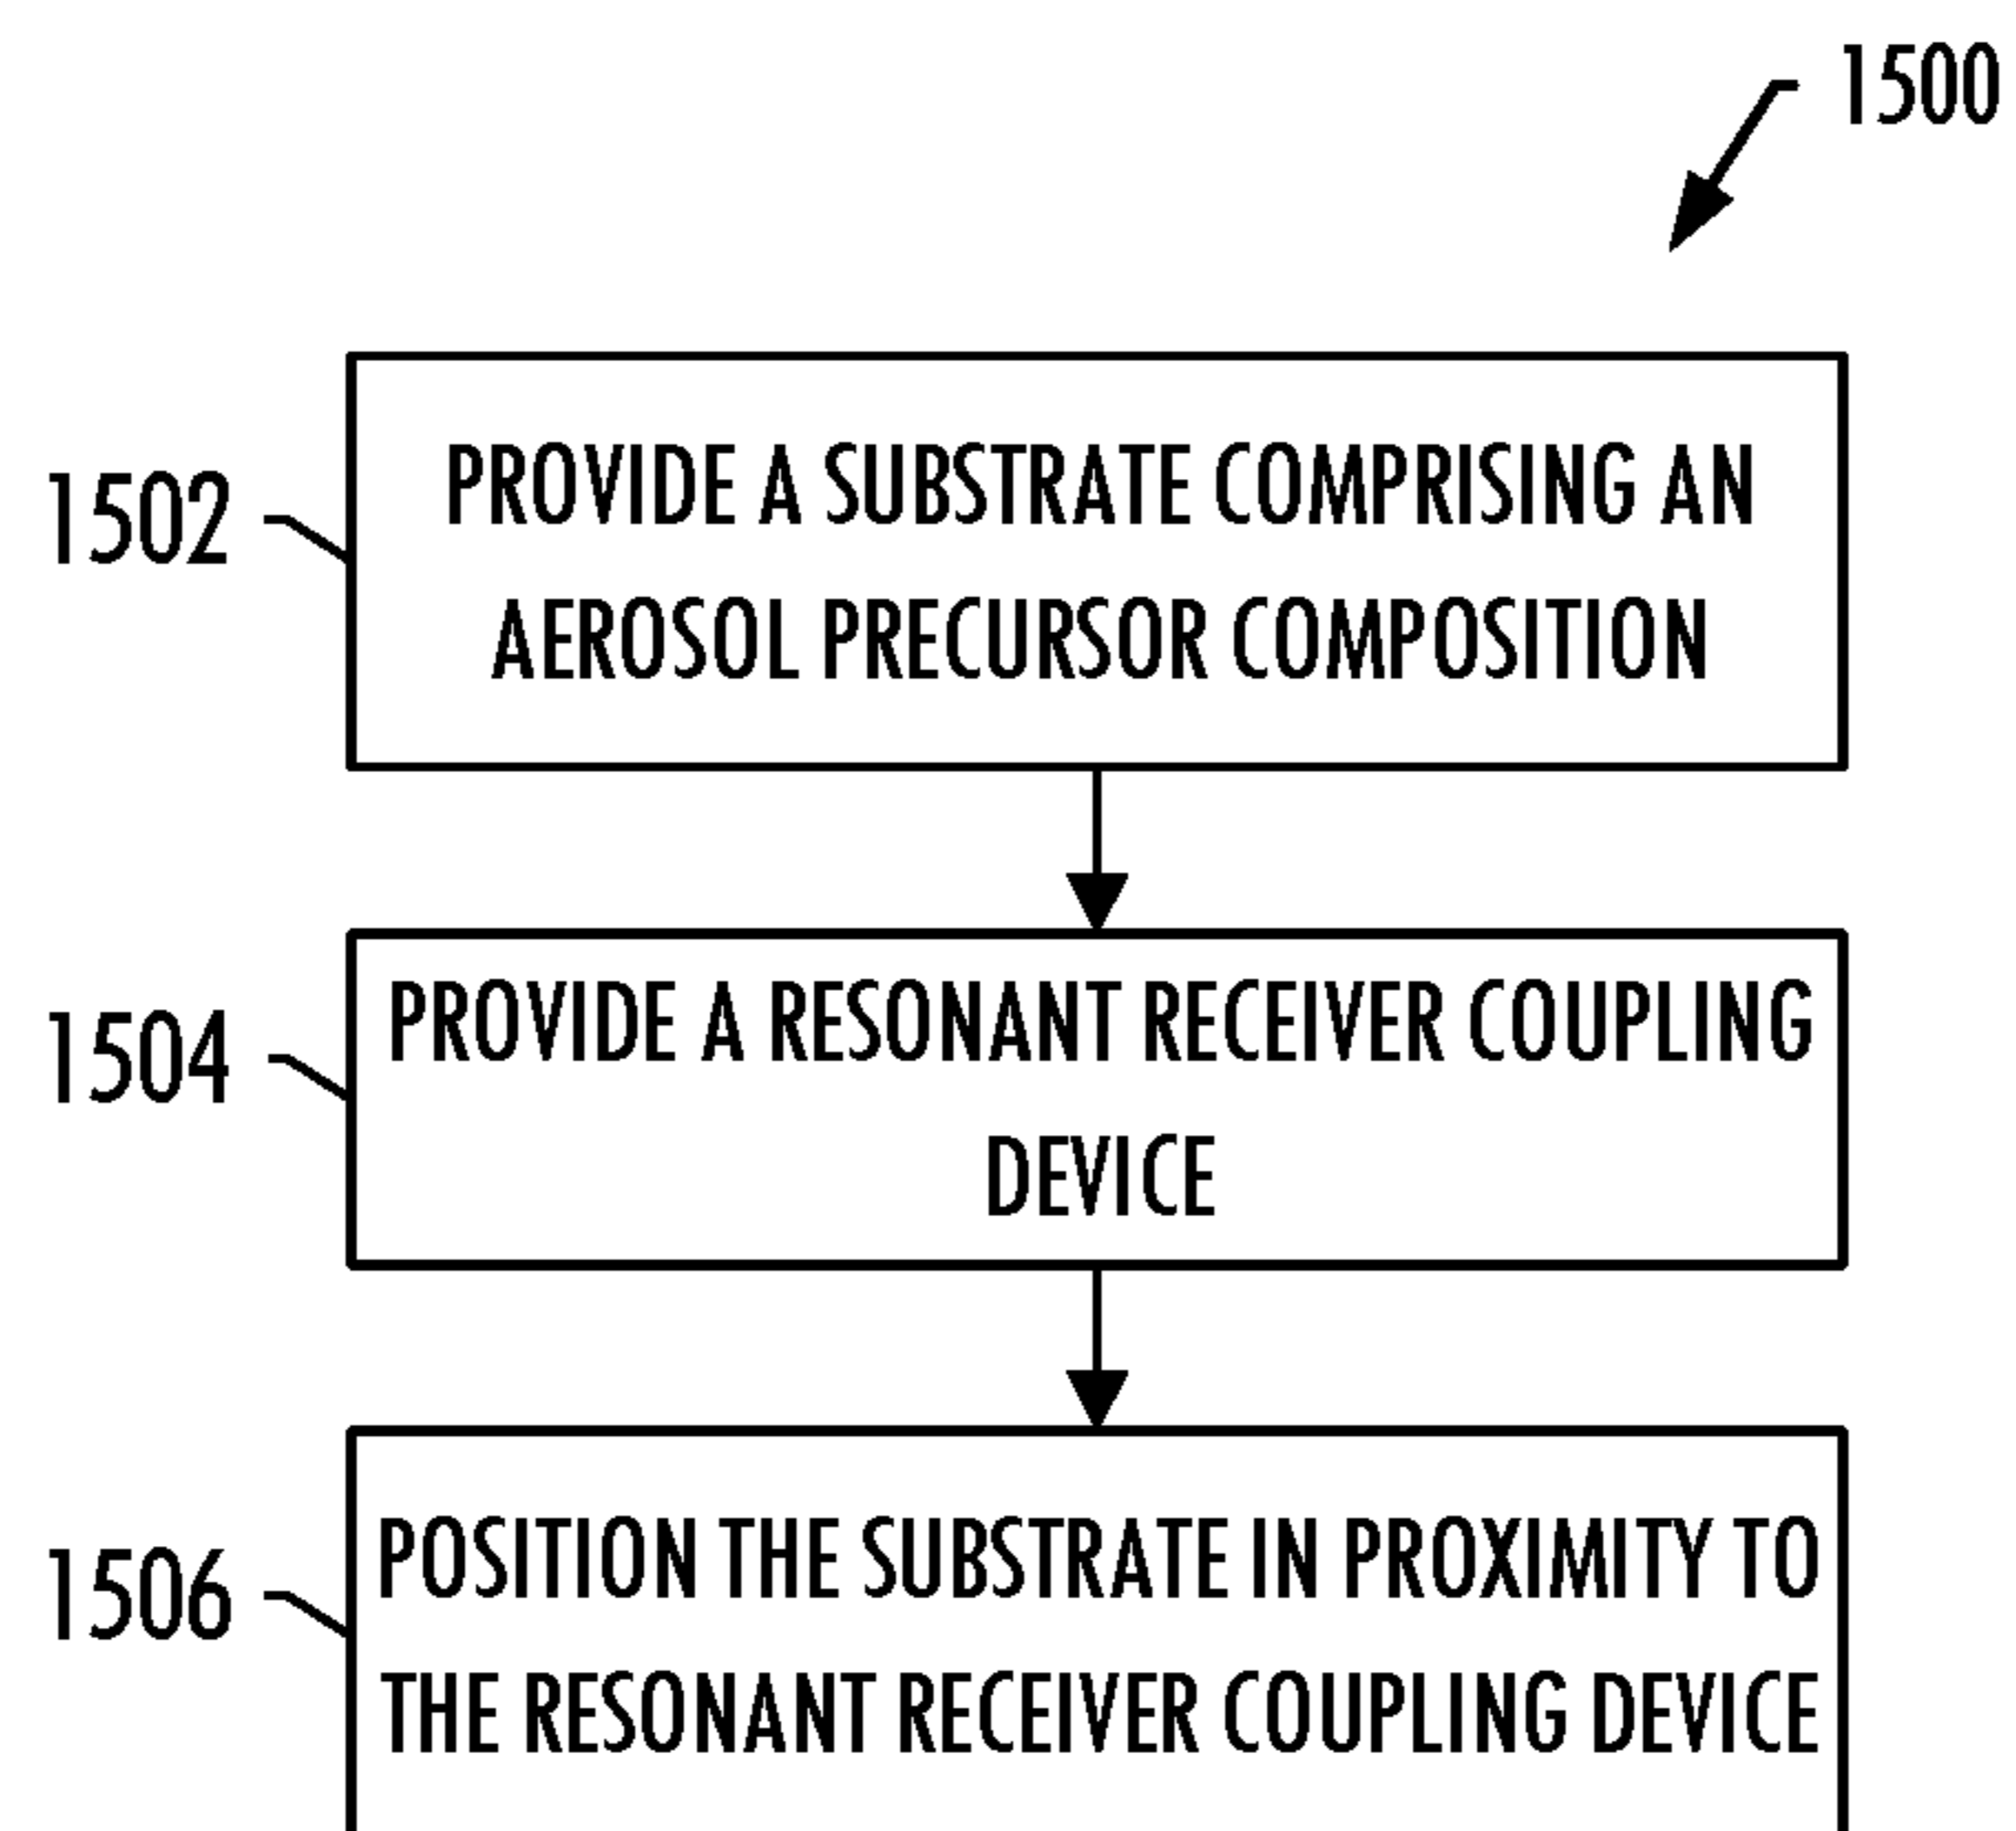 1500
1502
PROVIDE A SUBSTRATE COMPRISING AN
AEROSOL PRECURSOR COMPOSITION
1504
PROVIDE A RESONANT RECEIVER COUPLING
DEVICE
1506
POSITION THE SUBSTRATE IN PROXIMITY TO
THE RESONANT RECEIVER COUPLING DEVICE